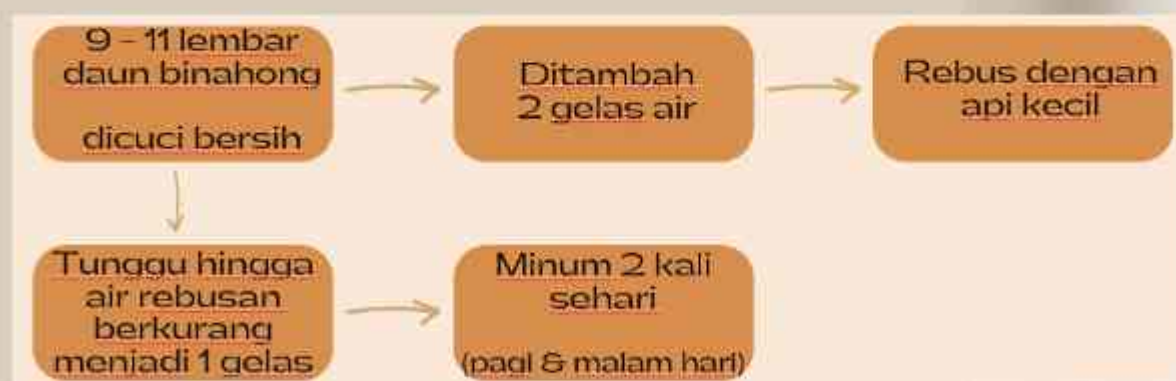 9 - 11 lembar
daun binahong
dicuci bersih
Ditambah
2 gelas air
Rebus dengan
api kecil
Tunggu hingga
air rebusan
berkurang
menjadi 1 gelas
Minum 2 kali
sehari
(pagi & malam hari)